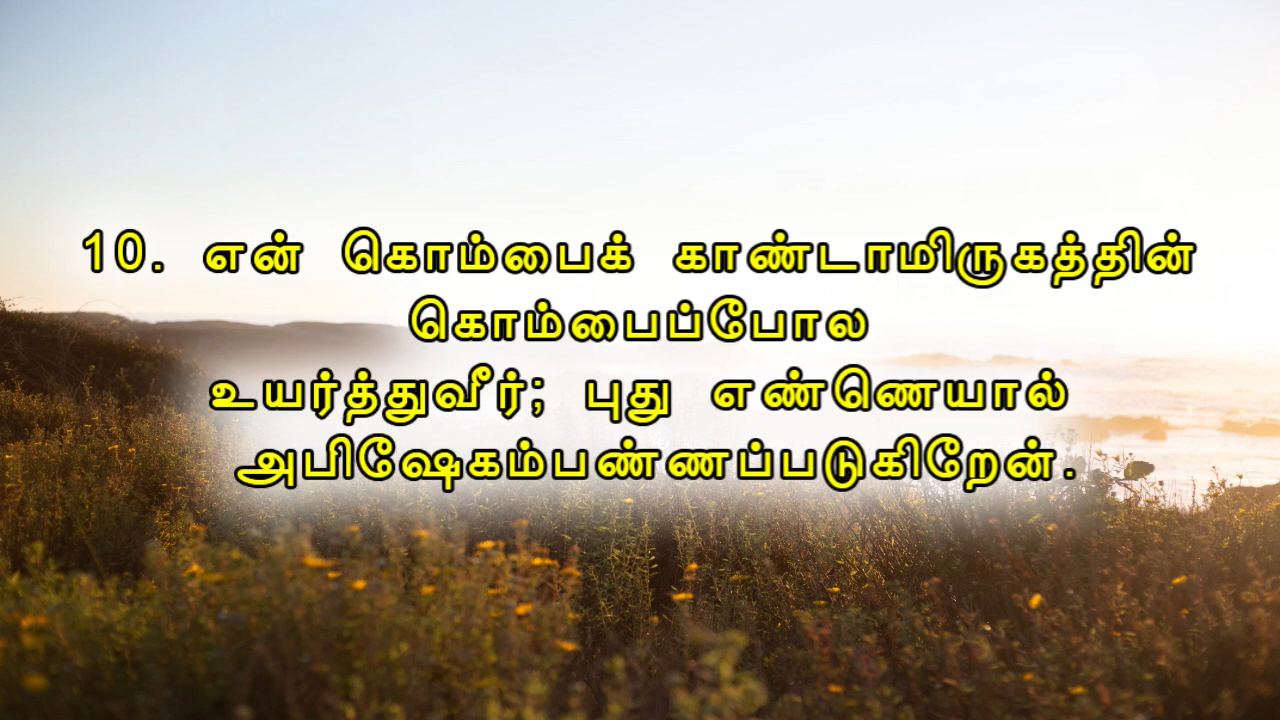 10. என் கொம்பைக் காண்டாமிருகத்தின்
கொம்பைப்போல
உயர்த்துவீர்; புது எண்ணெயால்
அபிஷேகம்பண்ணப்படுகிறேன்.